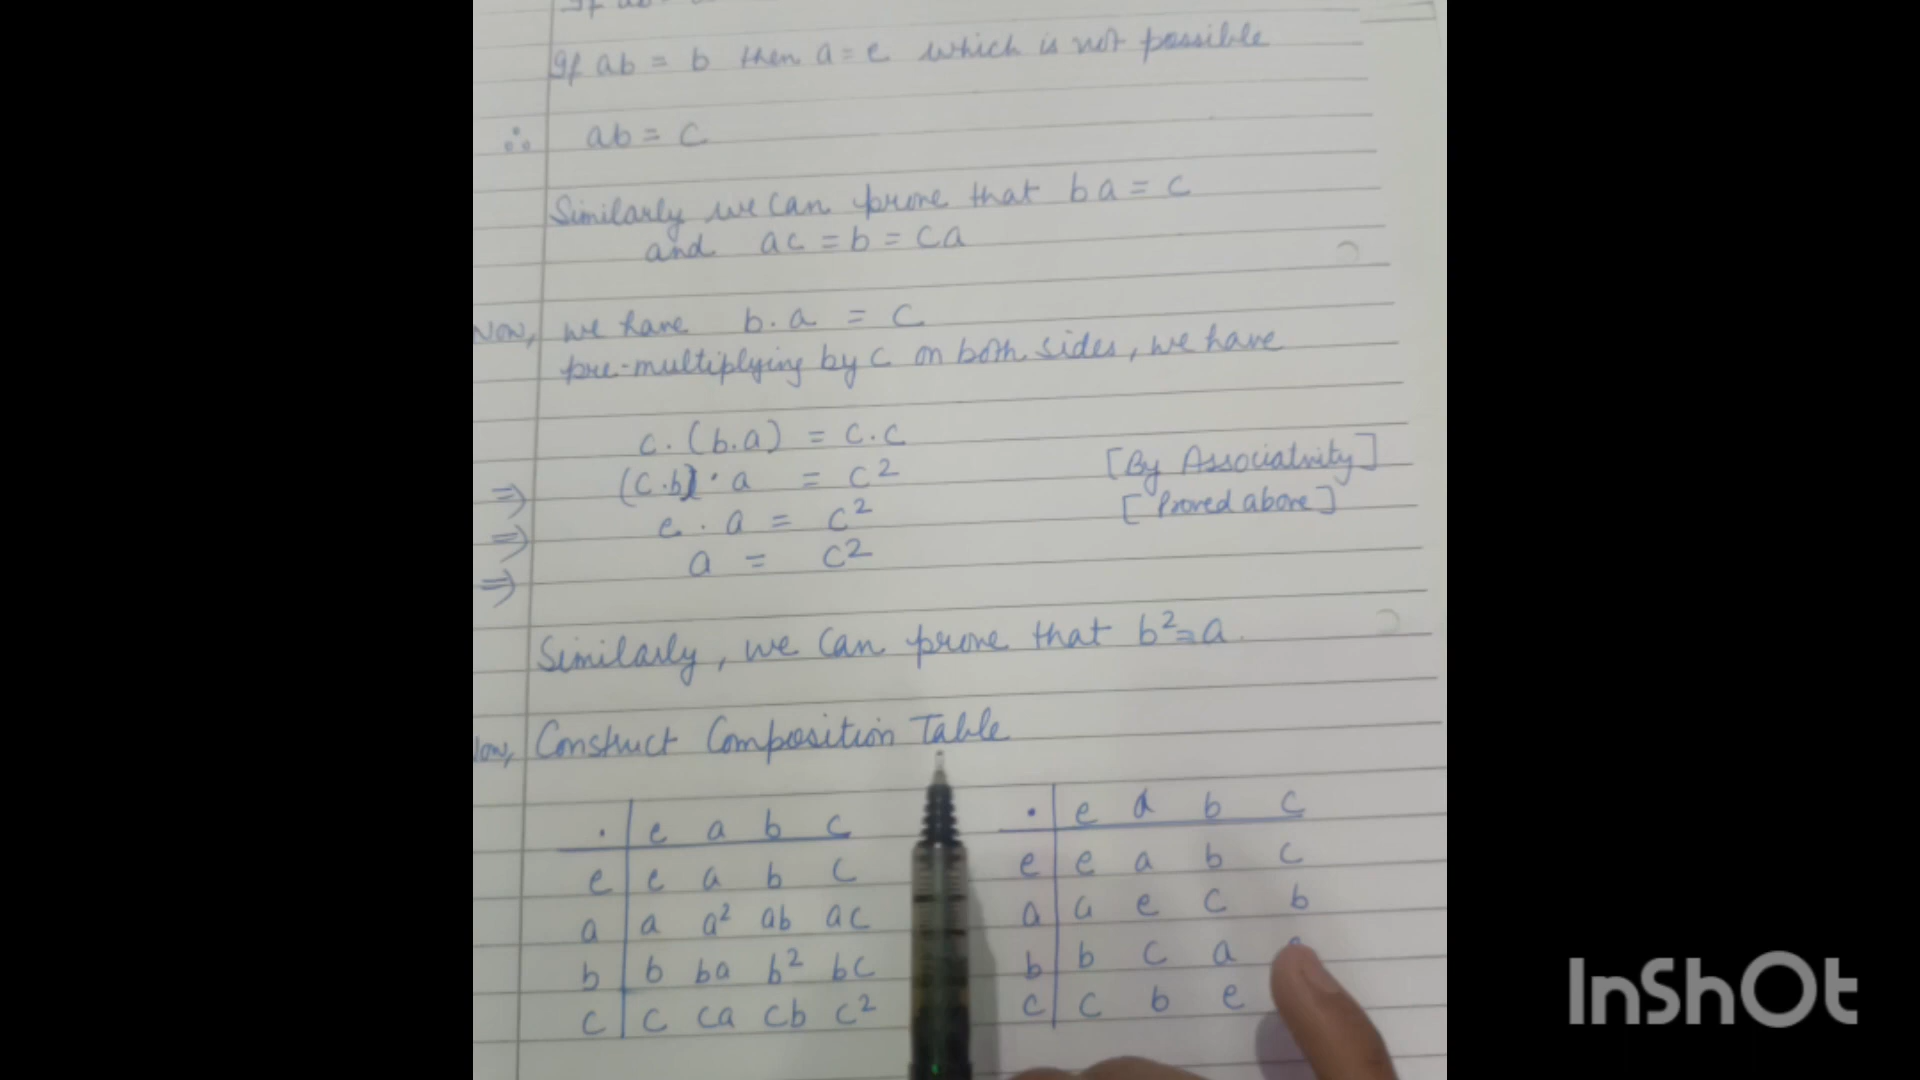 If ab = b then a = e which is not possible
∴ ab = c
Similarly we can prove that ba = c
and ac = b = ca
Now, we have b.a = c
pre-multiplying by c on both sides, we have
c.(b.a) = c.c
⇒ (c.b).a = c² [By Associativity]
⇒ e.a = c² [Proved above]
⇒ a = c²
Similarly, we can prove that b²=a.
Now, Construct Composition Table
. e a b c
e e a b c
a a a² ab ac
b b ba b² bc
c c ca cb c²
. e a b c
e e a b c
a a e c b
b b c a
c c b e
InShOt